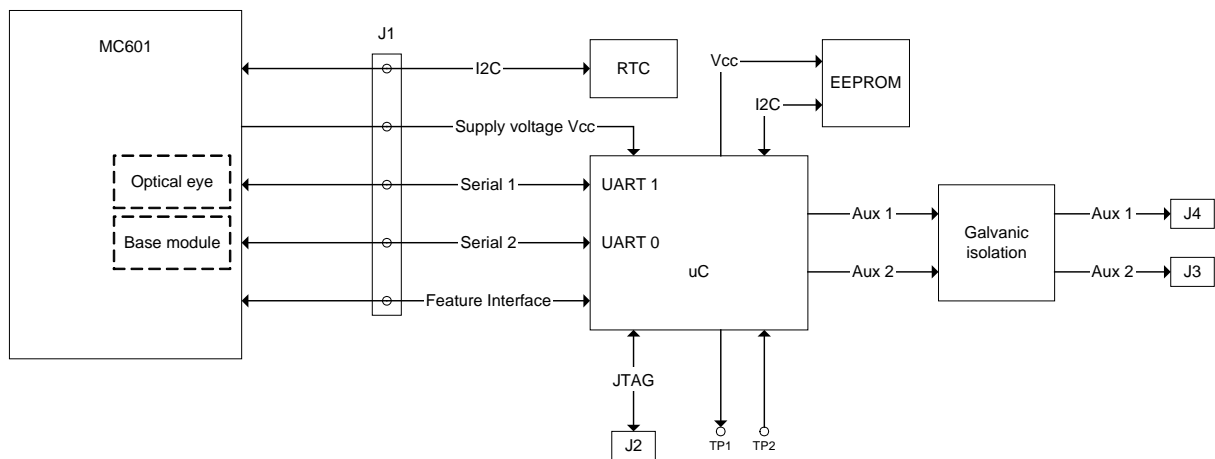 MC601
J1
I2C
RTC
Vcc
EEPROM
I2C
Supply voltage Vcc
Optical eye
Serial 1
UART 1
Base module
Serial 2
UART 0
uC
Feature Interface
Aux 1
Aux 2
Galvanic
isolation
Aux 1
J4
Aux 2
J3
JTAG
J2
TP1
TP2